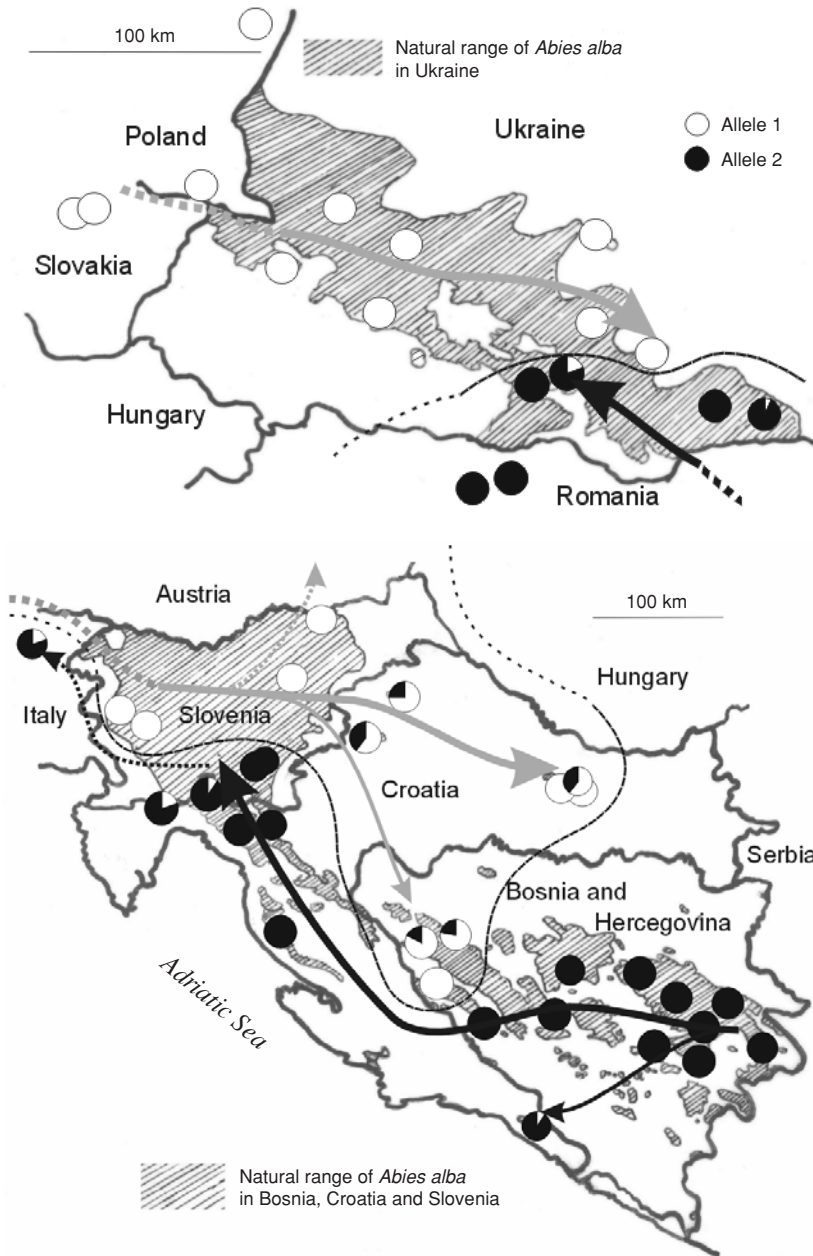 100 km
Natural range of Abies alba
in Ukraine
Poland
Ukraine
Allele 1
Allele 2
Slovakia
Hungary
Romania
Austria
100 km
Hungary
Italy
Slovenia
Croatia
Serbia
Bosnia and
Hercegovina
Adriatic Sea
Natural range of Abies alba
in Bosnia, Croatia and Slovenia